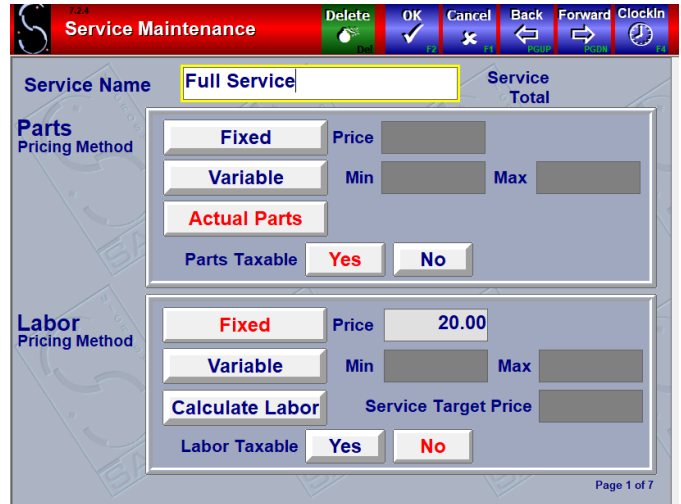 7.2.4
Service Maintenance
Delete
Del
OK
F2
Cancel
F1
Back
PGUP
Forward
PGDN
ClockIn
F4
Service Name
Full Service
Service
Total
Parts
Pricing Method
Fixed
Price
Variable
Min
Max
Actual Parts
Parts Taxable
Yes
No
Labor
Pricing Method
Fixed
Price
20.00
Variable
Min
Max
Calculate Labor
Service Target Price
Labor Taxable
Yes
No
Page 1 of 7